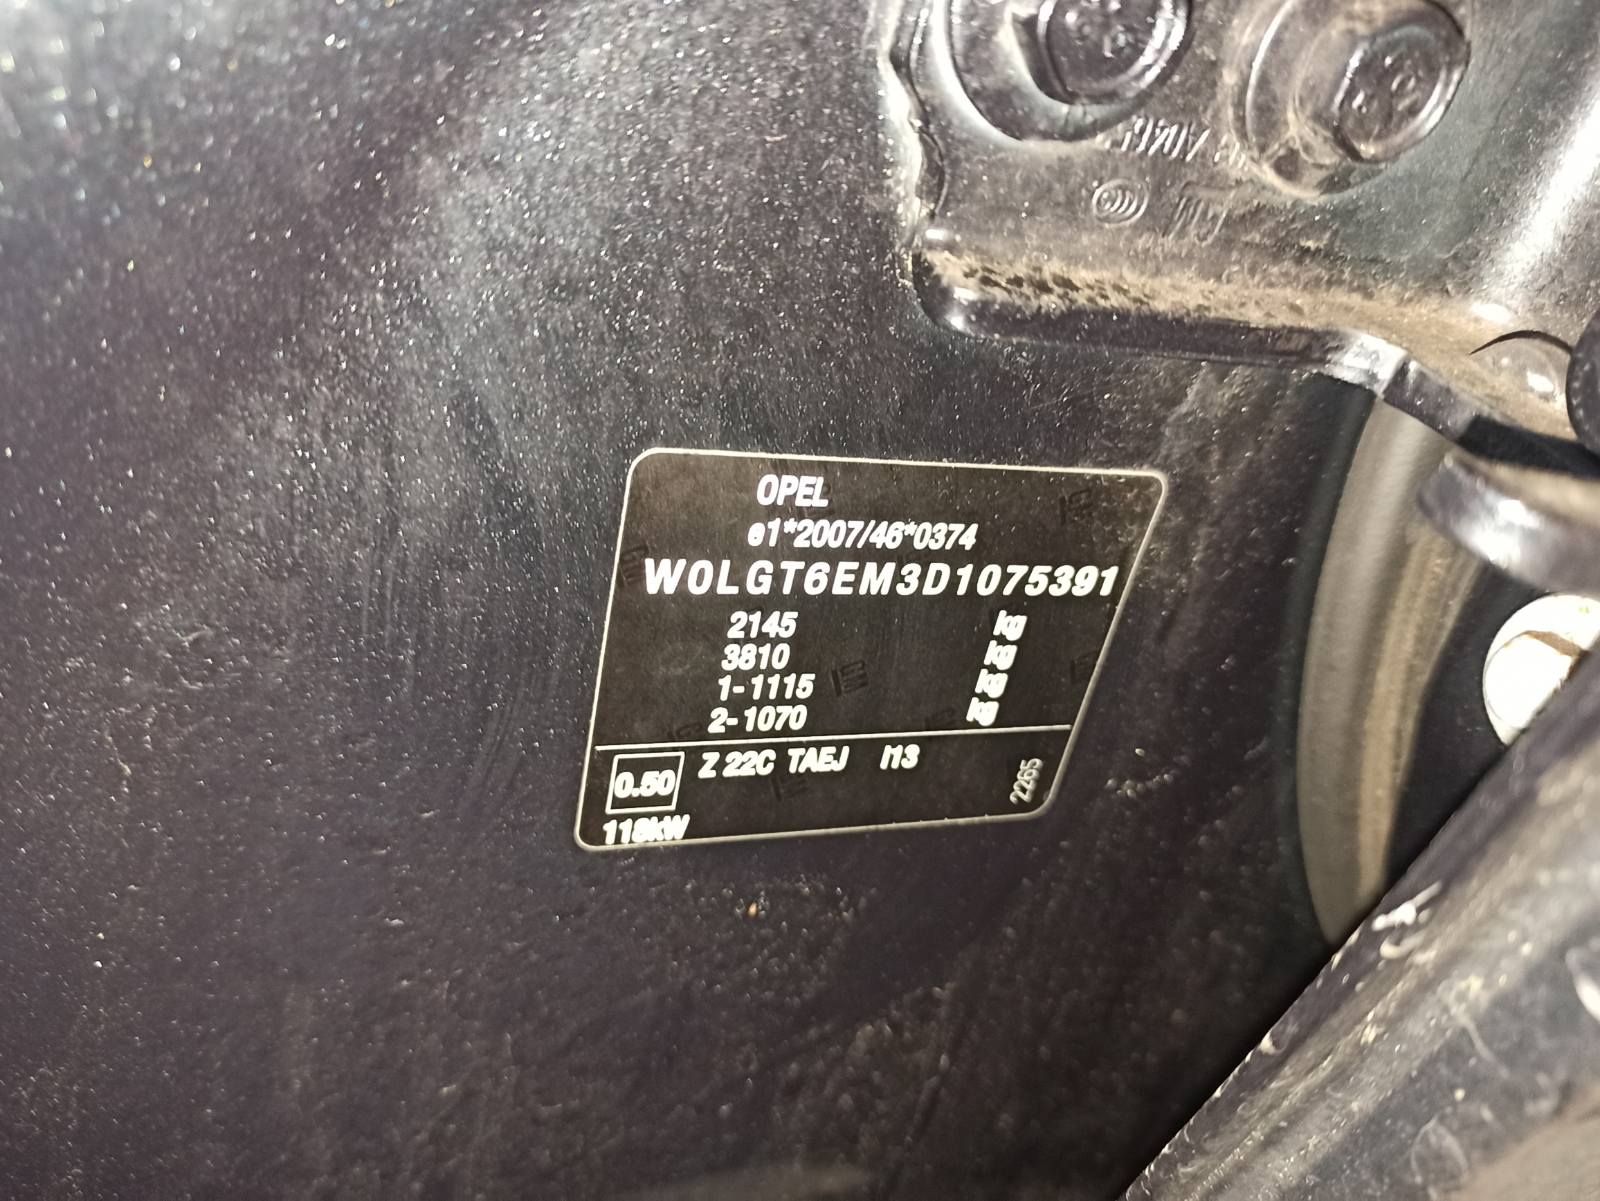 OPEL
e1*2007/46*0374
W0LGT6EM3D1075391
2145 kg
3810 kg
1-1115 kg
2-1070 kg
0.50 Z 22C TAEJ I13
2265
118kW